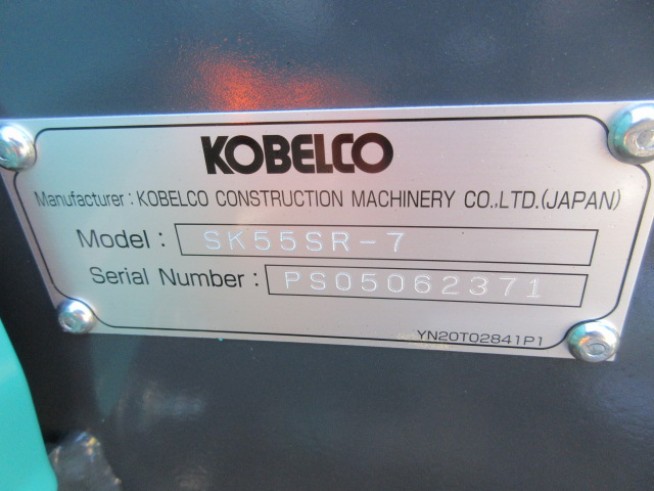 KOBELCO
Manufacturer : KOBELCO CONSTRUCTION MACHINERY CO.,LTD.(JAPAN)
Model : SK55SR-7
Serial Number : PS05062371
YN20T02841P1